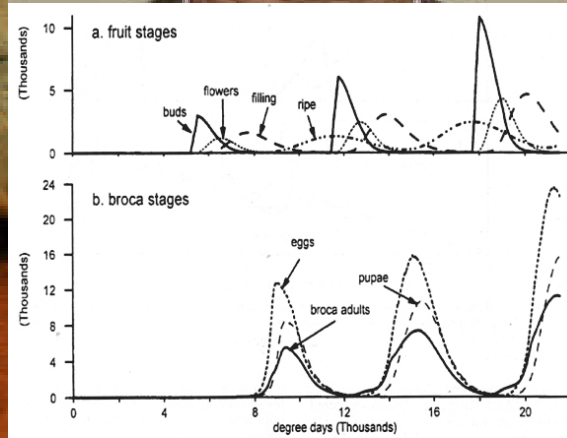 a. fruit stages
(Thousands)
10
5
0
buds
flowers
filling
ripe
b. broca stages
(Thousands)
24
20
16
12
8
4
0
eggs
broca adults
pupae
0 4 8 12 16 20
degree days (Thousands)